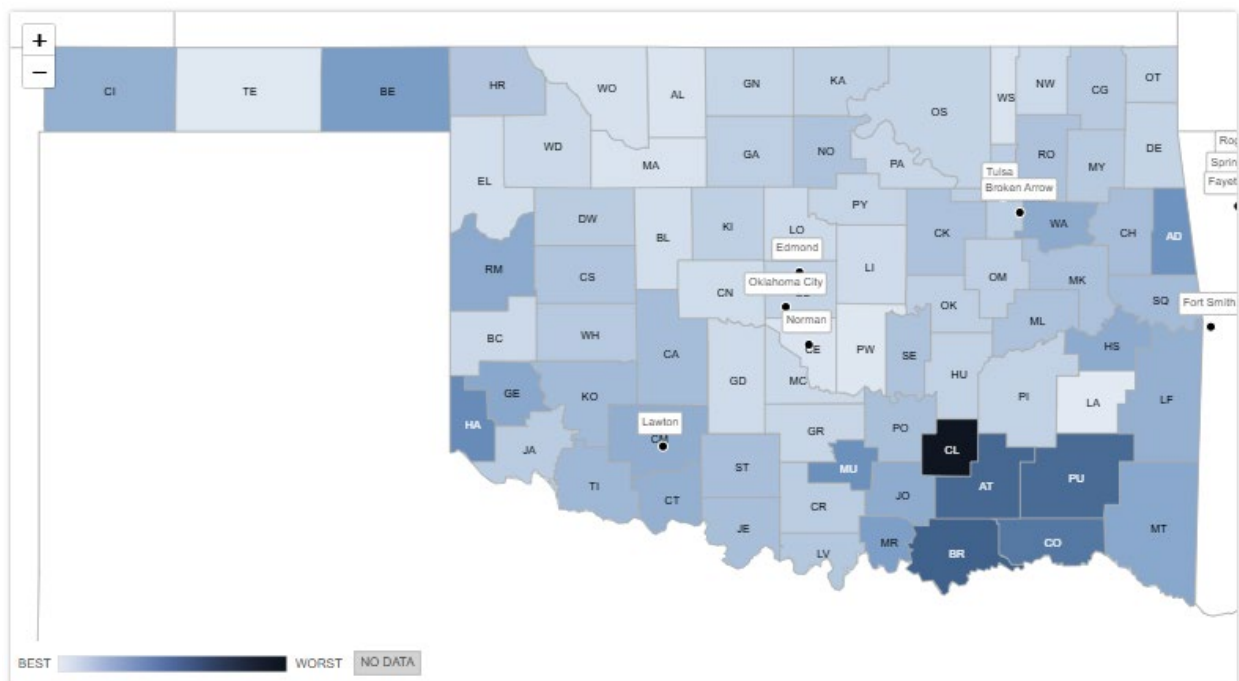 +
−
CI TE BE HR WO AL GN KA OS WS NW CG OT
WD MA GA NO PA RO MY DE
EL
Tulsa
Broken Arrow
DW BL KI LO PY CK WA CH AD
Edmond
RM CS CN LI OM MK SQ
Oklahoma City
OK ML
Fort Smith
Norman
BC WH CA CE PW SE HS
GE KO GD MC HU PI LA LF
HA
Lawton
CM
JA GR PO CL
TI CT ST MU JO AT PU
JE CR MT
LV MR BR CO
BEST WORST NO DATA